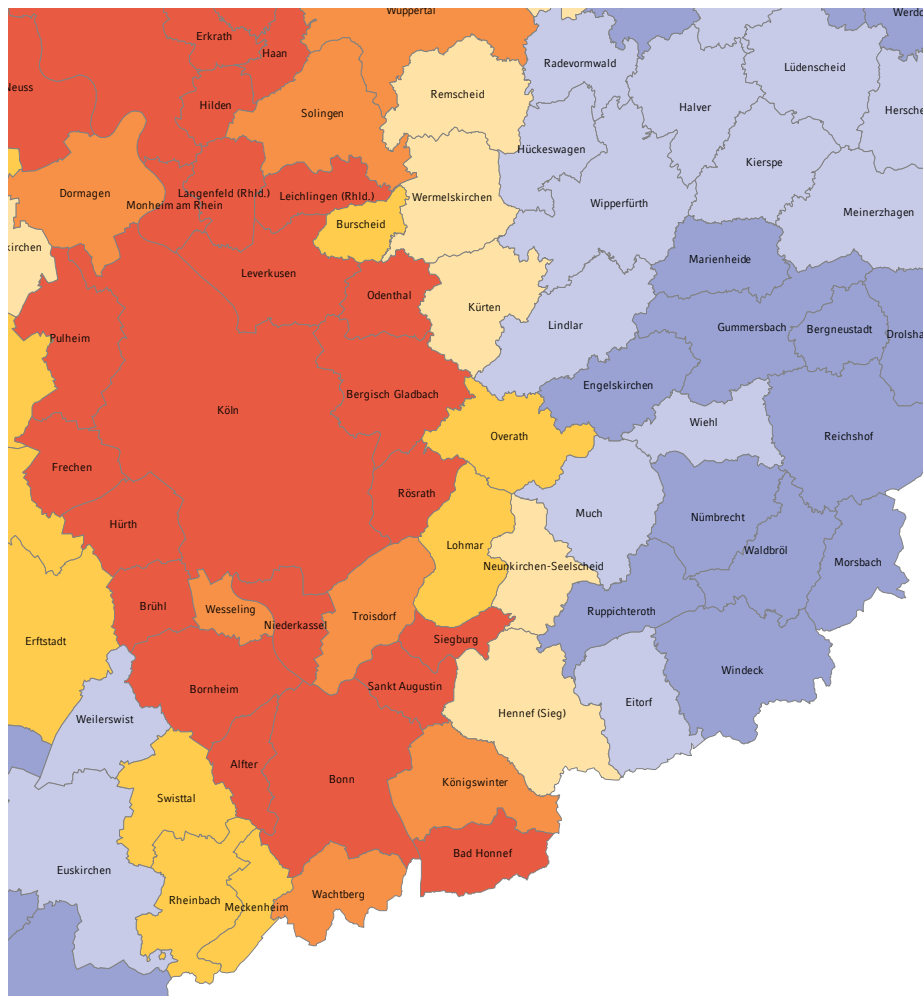 Wuppertal
Erkrath
Haan
Radevormwald
Lüdenscheid
Neuss
Remscheid
Hilden
Solingen
Halver
Hückeswagen
Kierspe
Dormagen
Langenfeld (Rhld.)
Leichlingen (Rhld.)
Wermelskirchen
Monheim am Rhein
Wipperfürth
Meinerzhagen
Burscheid
kirchen
Marienheide
Leverkusen
Odenthal
Kürten
Lindlar
Gummersbach
Bergneustadt
Pulheim
Engelskirchen
Bergisch Gladbach
Köln
Wiehl
Overath
Reichshof
Frechen
Rösrath
Much
Nümbrecht
Hürth
Lohmar
Waldbröl
Morsbach
Neunkirchen-Seelscheid
Brühl
Wesseling
Troisdorf
Ruppichteroth
Niederkassel
Erftstadt
Siegburg
Windeck
Bornheim
Sankt Augustin
Eitorf
Hennef (Sieg)
Weilerswist
Alfter
Bonn
Königswinter
Swisttal
Bad Honnef
Euskirchen
Wachtberg
Rheinbach
Meckenheim